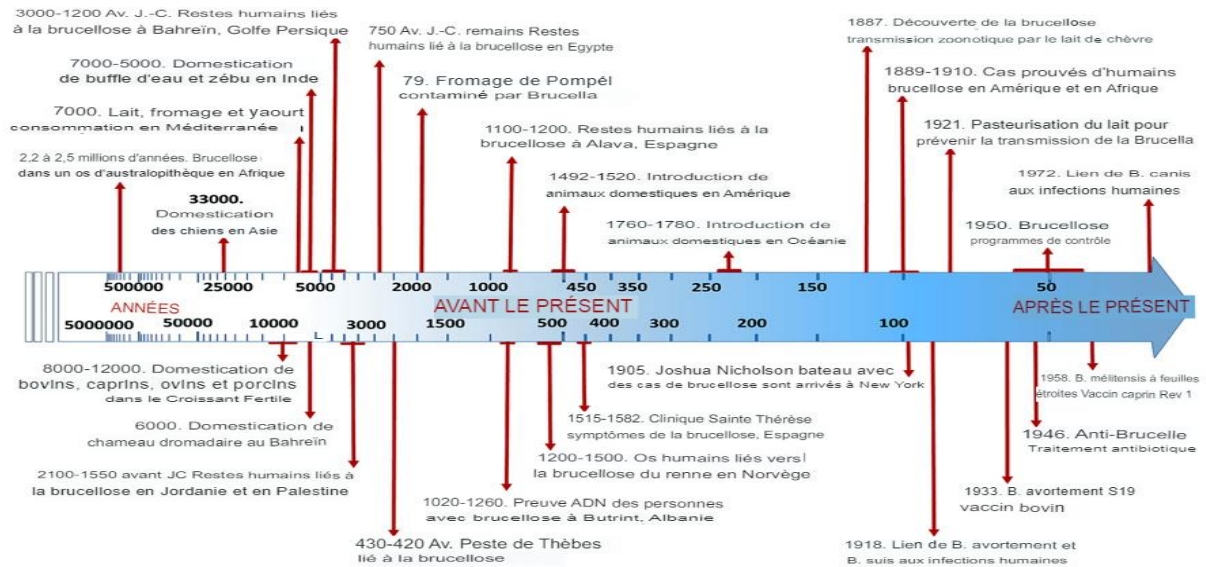 3000-1200 Av. J.-C. Restes humains liés
à la brucellose à Bahreïn, Golfe Persique
7000-5000. Domestication
de buffle d'eau et zébu en Inde
7000. Lait, fromage et yaourt
consommation en Méditerranée
2,2 à 2,5 millions d'années. Brucellose
dans un os d'australopithèque en Afrique
33000.
Domestication
des chiens en Asie
750 Av. J.-C. remains Restes
humains lié à la brucellose en Egypte
79. Fromage de Pompél
contaminé par Brucella
1100-1200. Restes humains liés à la
brucellose à Alava, Espagne
1492-1520. Introduction de
animaux domestiques en Amérique
1760-1780. Introduction de
animaux domestiques en Océanie
1887. Découverte de la brucellose
transmission zoonotique par le lait de chèvre
1889-1910. Cas prouvés d'humains
brucellose en Amérique et en Afrique
1921. Pasteurisation du lait pour
prévenir la transmission de la Brucella
1972. Lien de B. canis
aux infections humaines
1950. Brucellose
programmes de contrôle
500000 25000 5000 2000 1000 450 350 250 150 50
ANNÉES AVANT LE PRÉSENT APRÈS LE PRÉSENT
5000000 50000 10000 3000 1500 500 400 300 200 100
8000-12000. Domestication de
bovins, caprins, ovins et porcins
dans le Croissant Fertile
6000. Domestication de
chameau dromadaire au Bahreïn
2100-1550 avant JC Restes humains liés à
la brucellose en Jordanie et en Palestine
430-420 Av. Peste de Thèbes
lié à la brucellose
1020-1260. Preuve ADN des personnes
avec brucellose à Butrint, Albanie
1200-1500. Os humains liés vers
la brucellose du renne en Norvège
1515-1582. Clinique Sainte Thérèse
symptômes de la brucellose, Espagne
1905. Joshua Nicholson bateau avec
des cas de brucellose sont arrivés à New York
1918. Lien de B. avortement et
B. suis aux infections humaines
1933. B. avortement S19
vaccin bovin
1946. Anti-Brucelle
Traitement antibiotique
1958. B. mélitensis à feuilles
étroites Vaccin caprin Rev 1